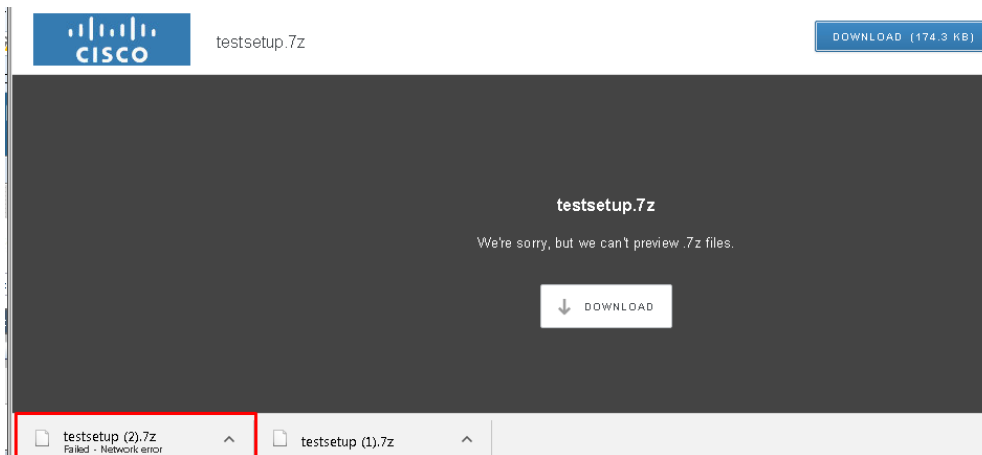 CISCO
testsetup.7z
DOWNLOAD (174.3 KB)
testsetup.7z
We're sorry, but we can't preview .7z files.
DOWNLOAD
testsetup (2).7z
Failed - Network error
testsetup (1).7z